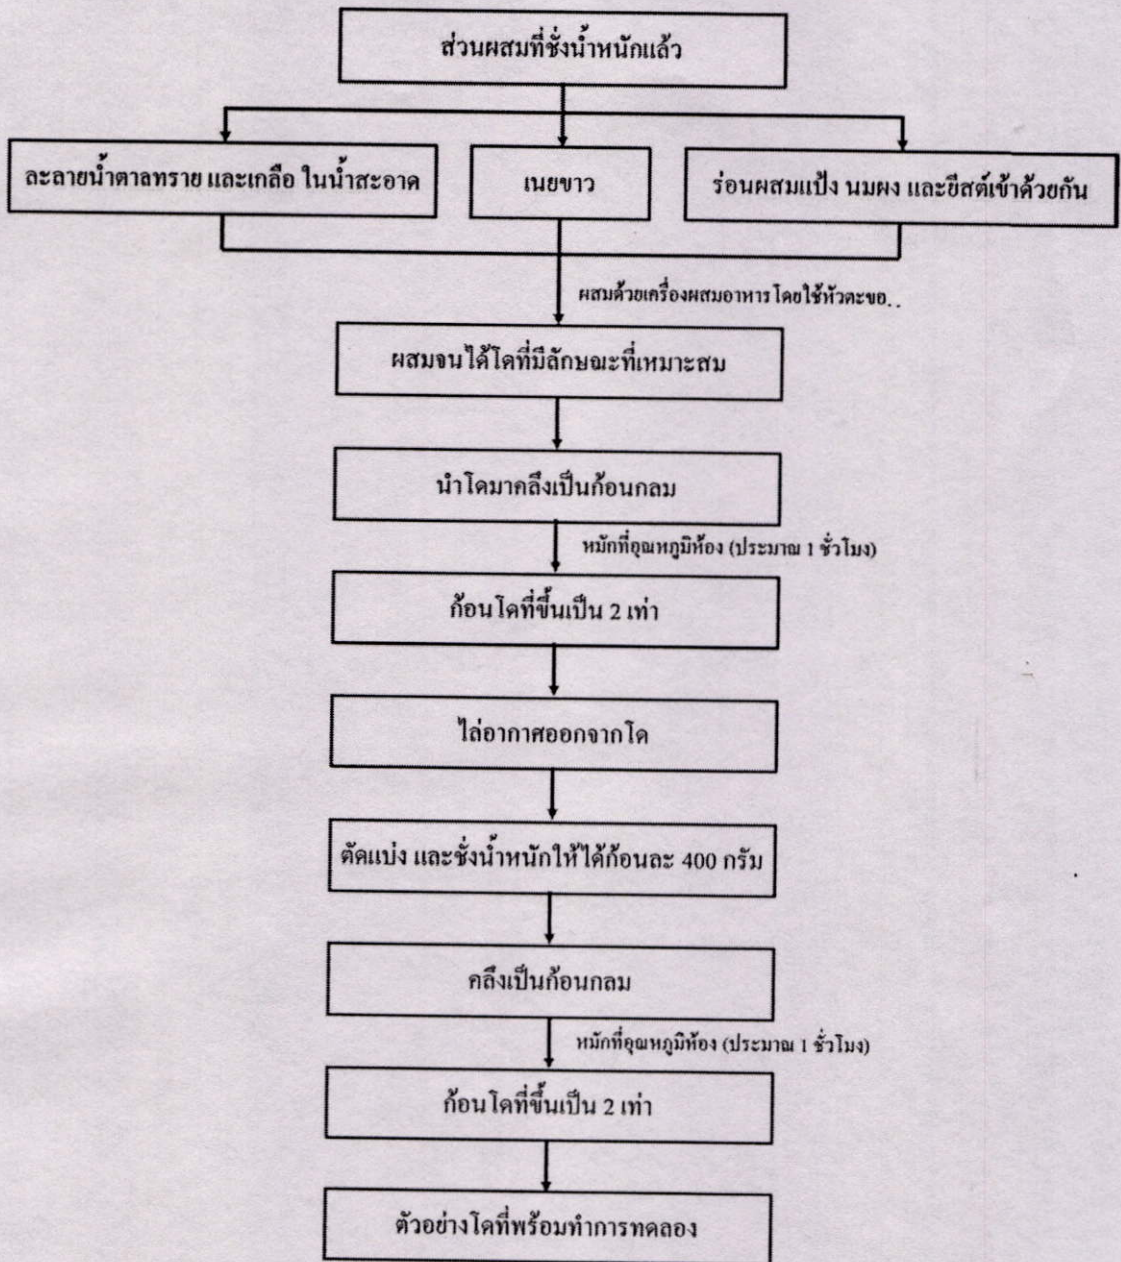 ส่วนผสมที่ชั่งน้ำหนักแล้ว
ละลายน้ำตาลทราย และเกลือ ในน้ำสะอาด
เนยขาว
ร่อนผสมแป้ง นมผง และยีสต์เข้าด้วยกัน
ผสมด้วยเครื่องผสมอาหารโดยใช้หัวตะขอ..
ผสมจนได้โดที่มีลักษณะที่เหมาะสม
นำโดมาคลึงเป็นก้อนกลม
หมักที่อุณหภูมิห้อง (ประมาณ 1 ชั่วโมง)
ก้อนโดที่ขึ้นเป็น 2 เท่า
ไล่อากาศออกจากโด
ตัดแบ่ง และชั่งน้ำหนักให้ได้ก้อนละ 400 กรัม
คลึงเป็นก้อนกลม
หมักที่อุณหภูมิห้อง (ประมาณ 1 ชั่วโมง)
ก้อนโดที่ขึ้นเป็น 2 เท่า
ตัวอย่างโดที่พร้อมทำการทดลอง